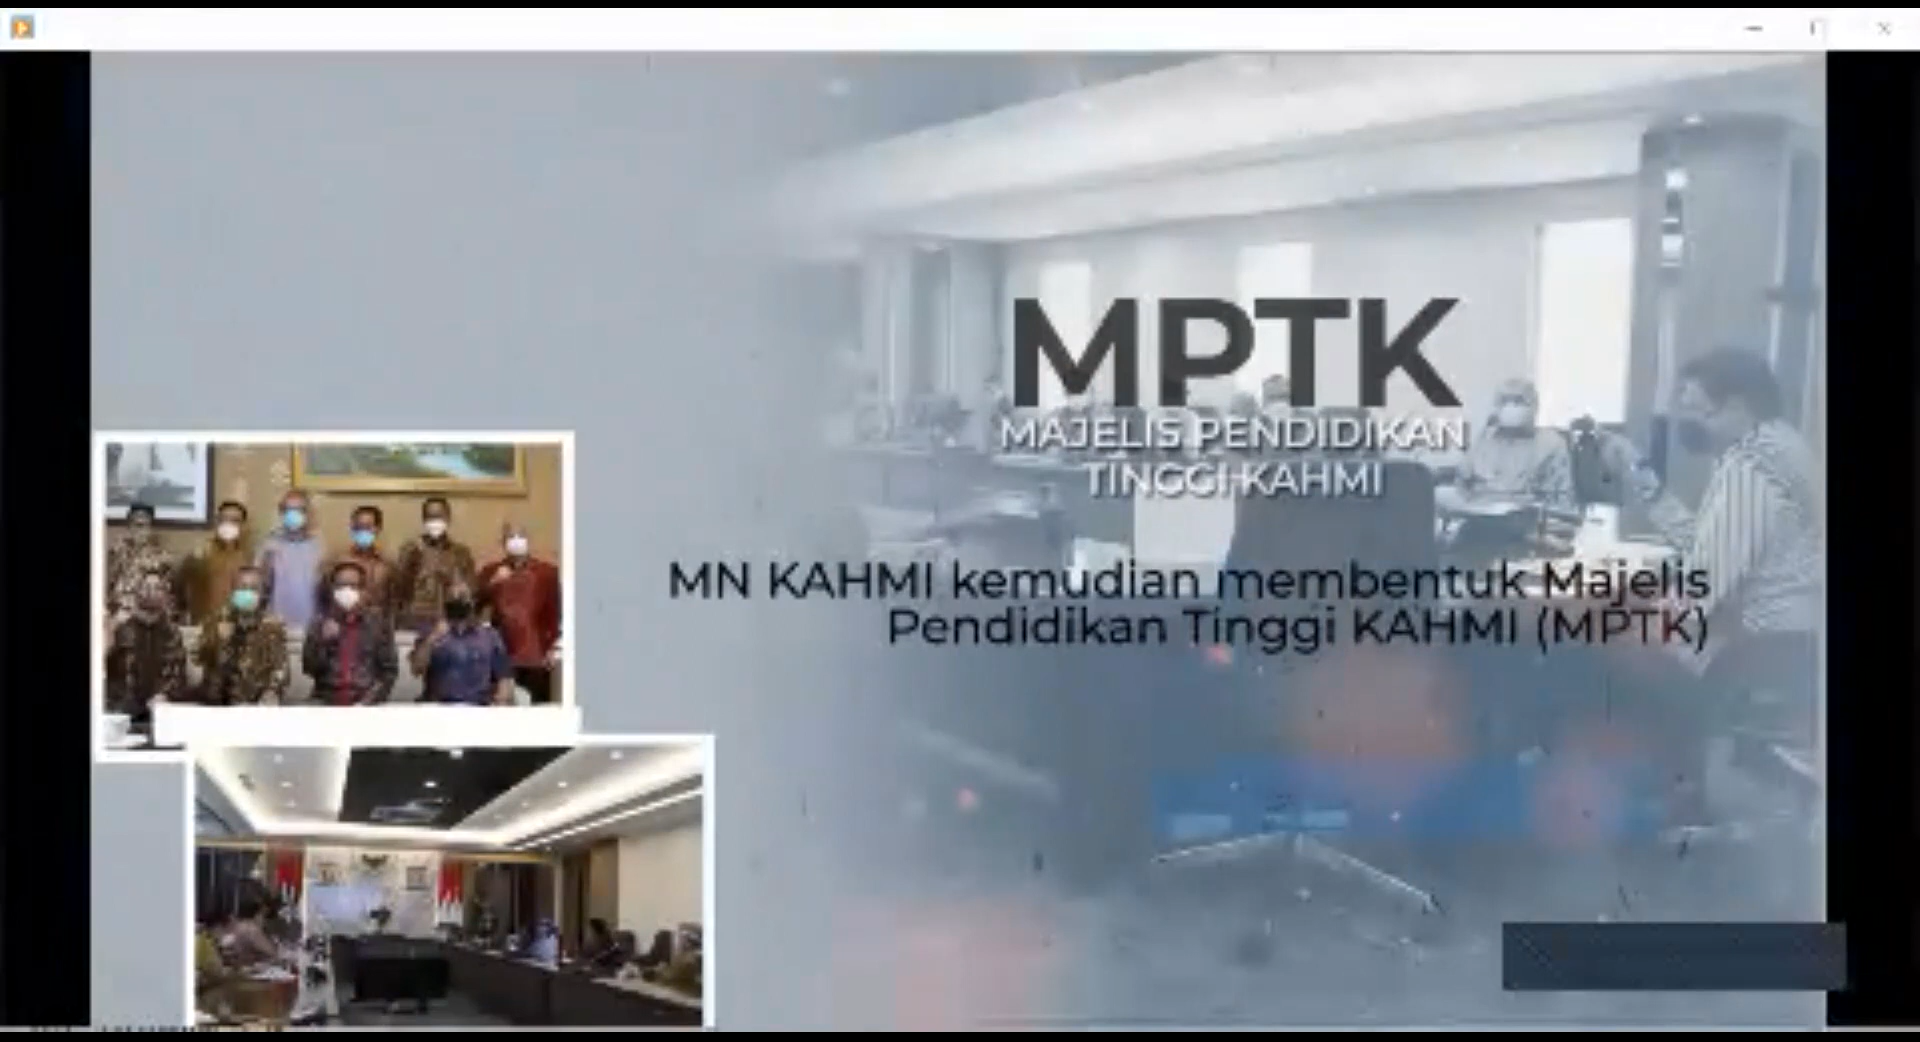 MPTK
MAJELIS PENDIDIKAN
TINGGI KAHMI
MN KAHMI kemudian membentuk Majelis
Pendidikan Tinggi KAHMI (MPTK)